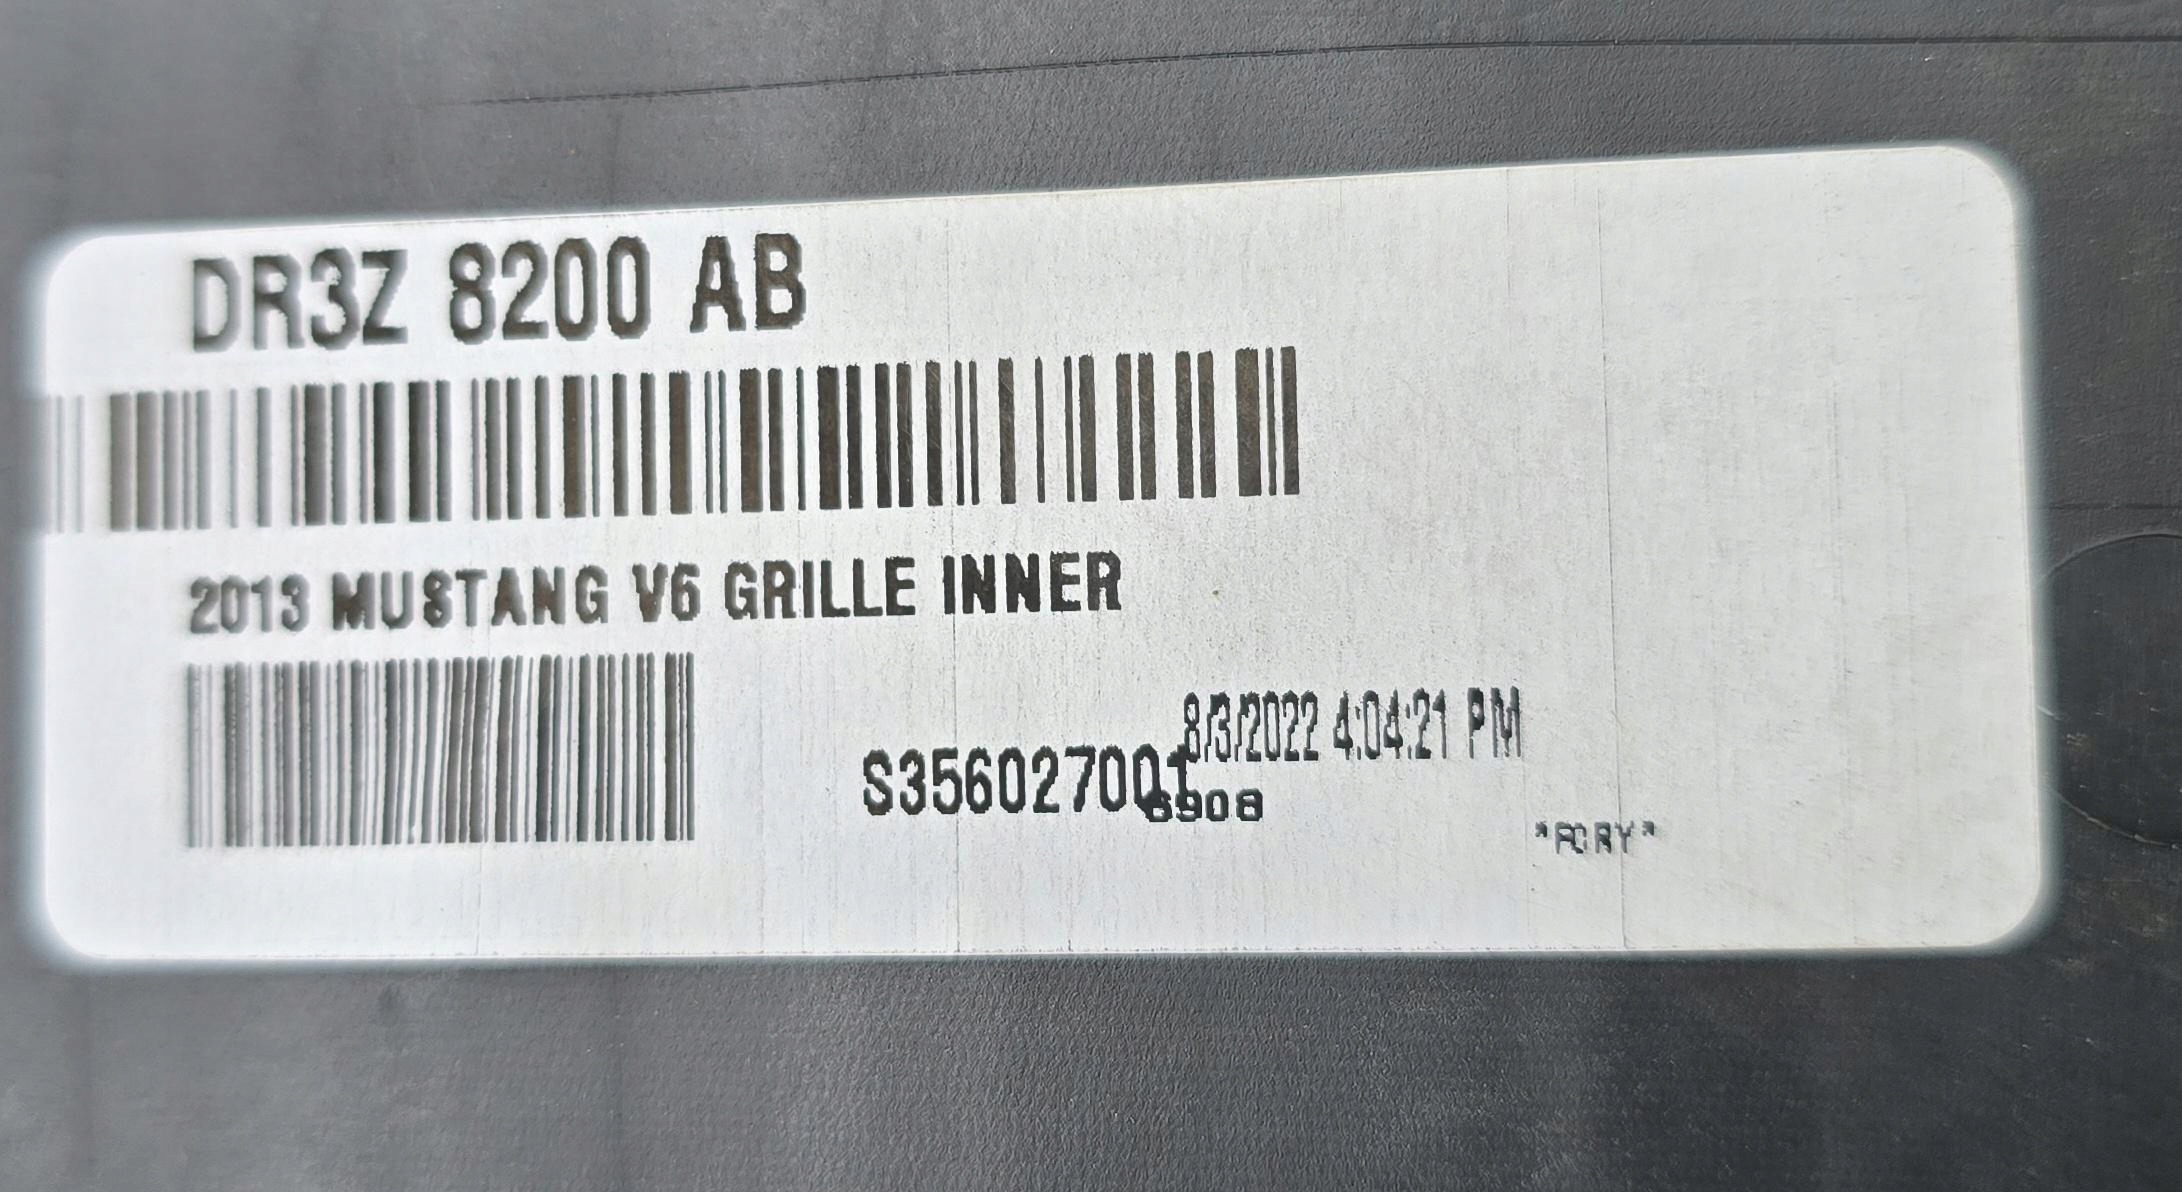 DR3Z 8200 AB
2013 MUSTANG V6 GRILLE INNER
8/3/2022 4:04:21 PM
S356027001
6908
"FCRY"